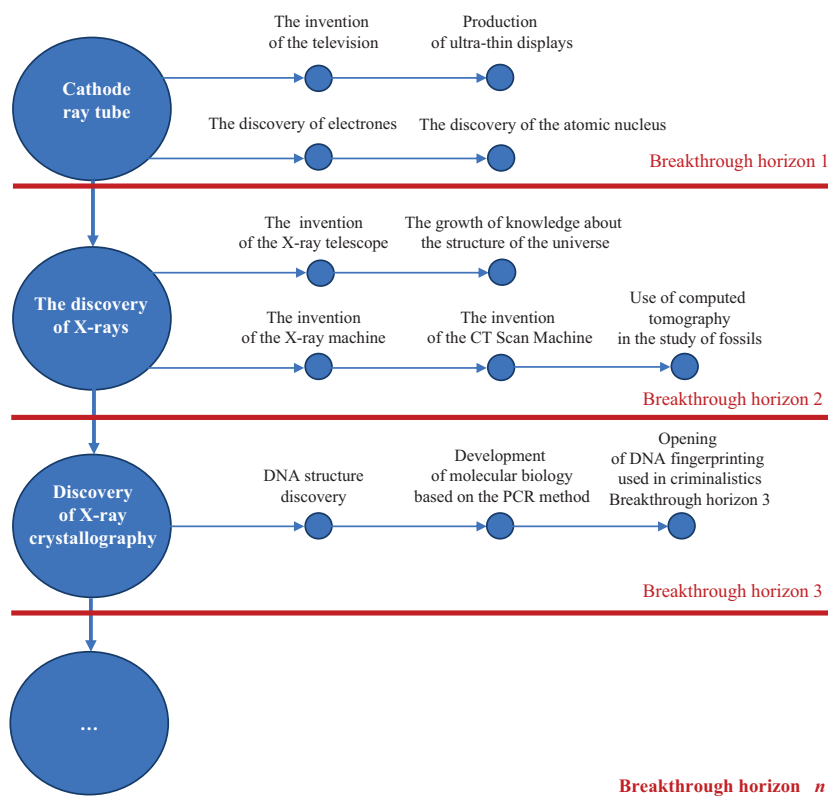 The invention
of the television
Production
of ultra-thin displays
Cathode
ray tube
The discovery of electrones
The discovery of the atomic nucleus
Breakthrough horizon 1
The invention
of the X-ray telescope
The growth of knowledge about
the structure of the universe
The discovery
of X-rays
The invention
of the X-ray machine
The invention
of the CT Scan Machine
Use of computed
tomography
in the study of fossils
Breakthrough horizon 2
Discovery
of X-ray
crystallography
DNA structure
discovery
Development
of molecular biology
based on the PCR method
Opening
of DNA fingerprinting
used in criminalistics
Breakthrough horizon 3
Breakthrough horizon 3
...
Breakthrough horizon n